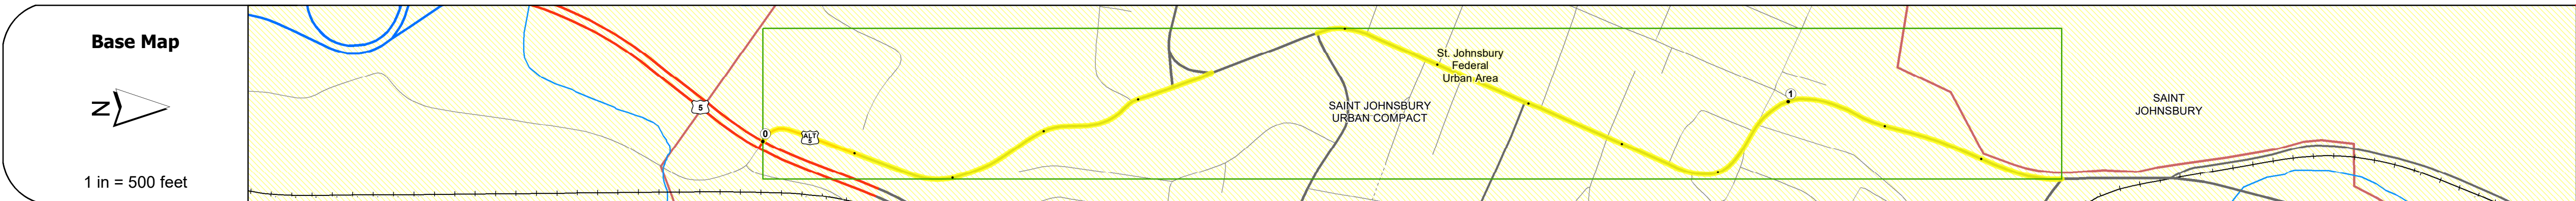 Base Map
N
1 in = 500 feet
5
0
ALT
5
SAINT JOHNSBURY
URBAN COMPACT
St. Johnsbury
Federal
Urban Area
1
SAINT
JOHNSBURY